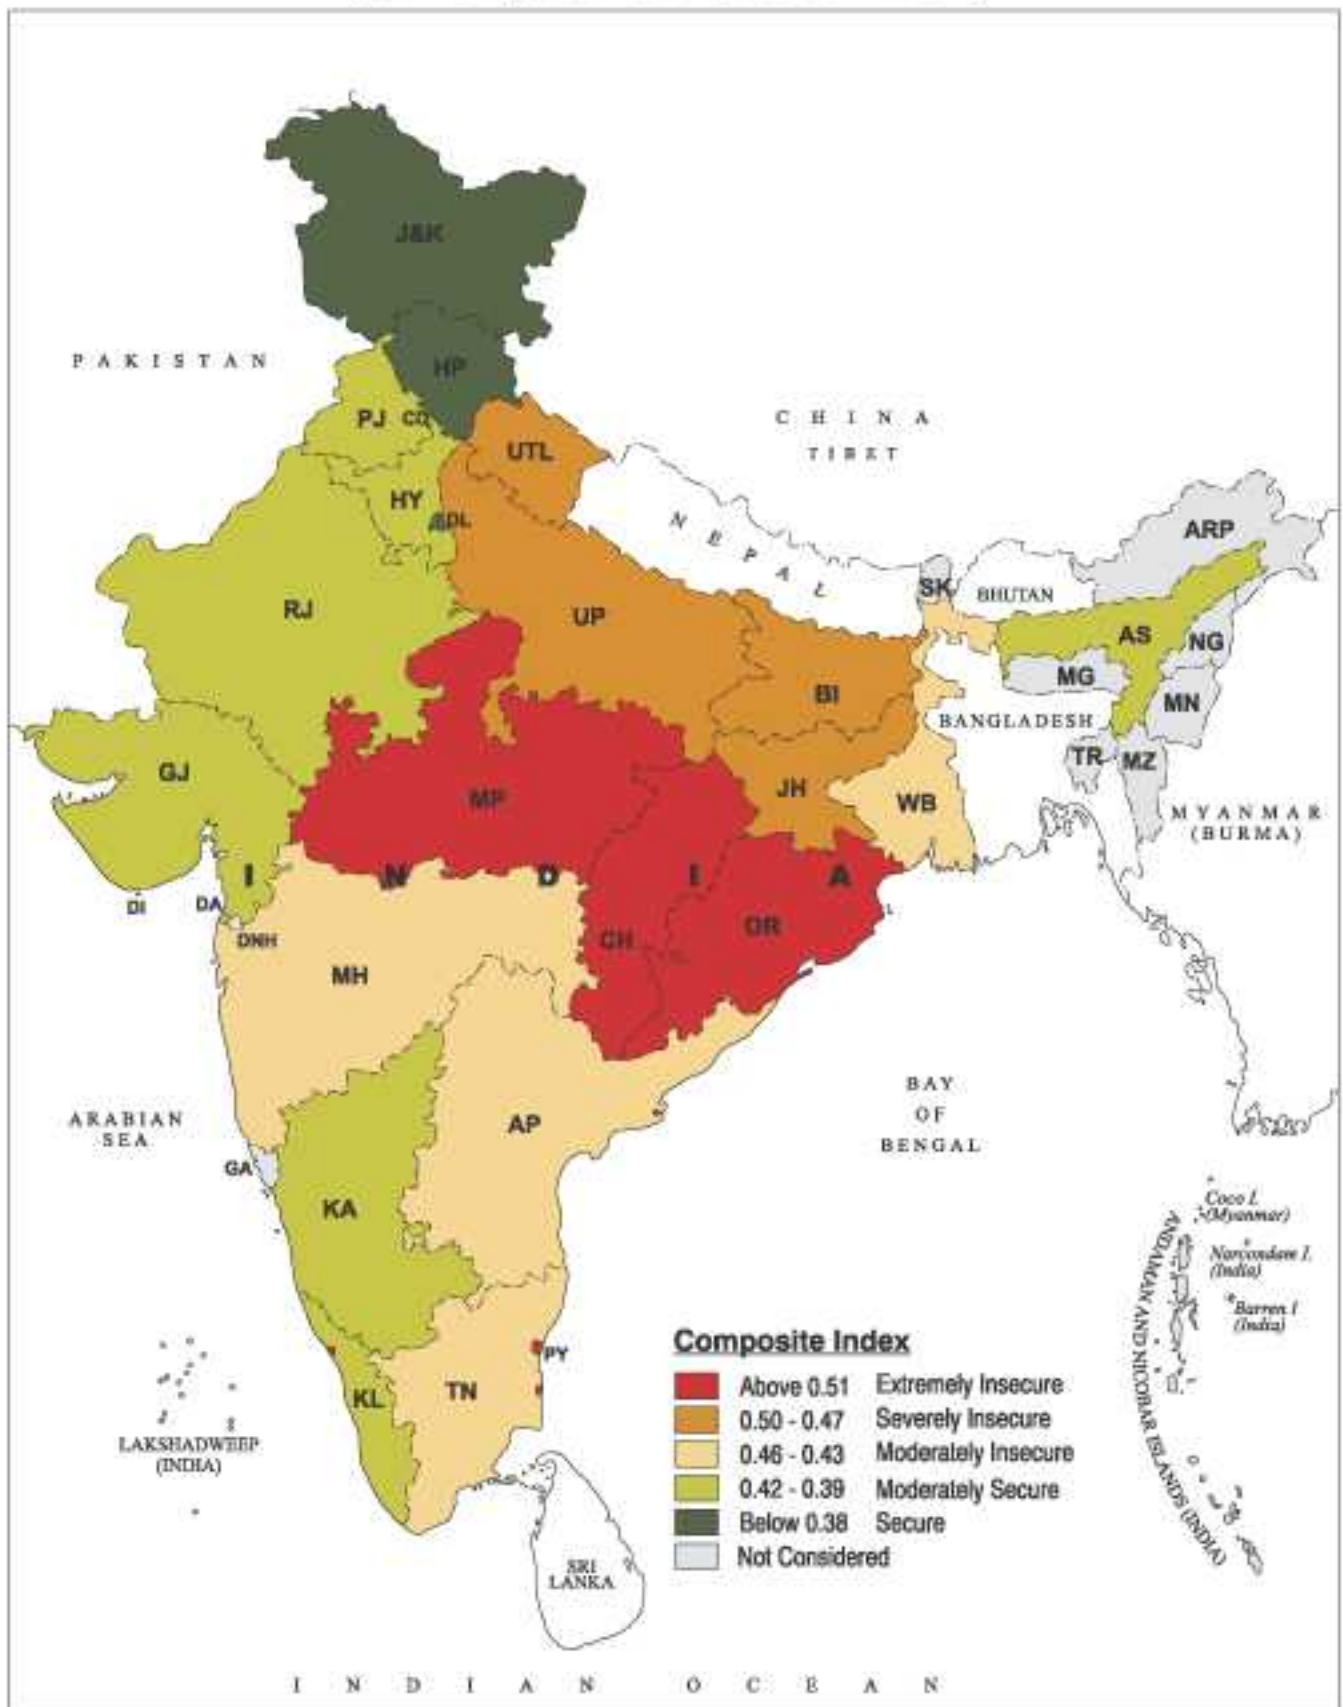 J&K
PAKISTAN
HP
PJ
CD
CHINA
TIBET
UTL
HY
DL
NEPAL
ARP
SK
BHUTAN
RJ
UP
AS
NG
MG
BI
MN
BANGLADESH
GJ
TR
MZ
JH
MP
WB
MYANMAR
(BURMA)
INDIA
DI
DA
DNH
CH
OR
MH
ARABIAN
SEA
BAY
OF
BENGAL
AP
GA
KA
Coco I.
(Myanmar)
Narcondam I.
(India)
Barren I
(India)
ANDAMAN AND NICOBAR ISLANDS (INDIA)
PY
KL
TN
LAKSHADWEEP
(INDIA)
SRI
LANKA
Composite Index
Above 0.51 Extremely Insecure
0.50 - 0.47 Severely Insecure
0.46 - 0.43 Moderately Insecure
0.42 - 0.39 Moderately Secure
Below 0.38 Secure
Not Considered
INDIAN OCEAN